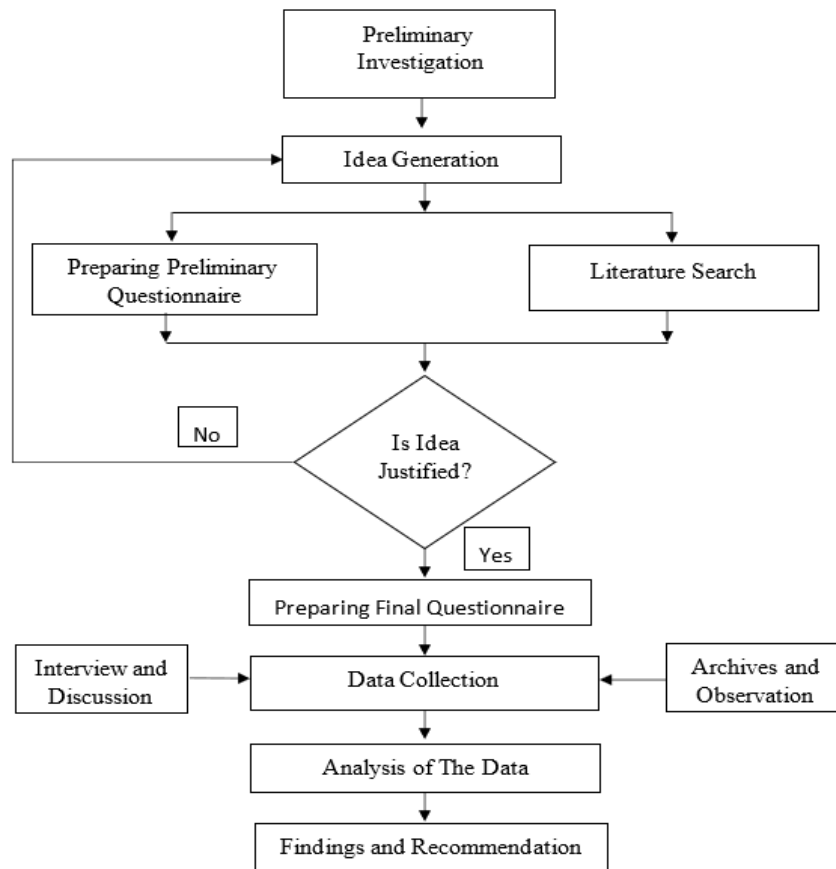 Preliminary
Investigation
Idea Generation
Preparing Preliminary
Questionnaire
Literature Search
No
Is Idea
Justified?
Yes
Preparing Final Questionnaire
Interview and
Discussion
Data Collection
Archives and
Observation
Analysis of The Data
Findings and Recommendation